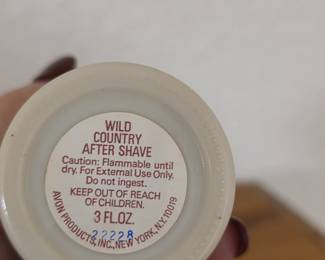 WILD
COUNTRY
AFTER SHAVE
Caution: Flammable until
dry. For External Use Only.
Do not ingest.
KEEP OUT OF REACH
OF CHILDREN.
3 FL.OZ.
22228
AVON PRODUCTS, INC., NEW YORK, N.Y. 10019